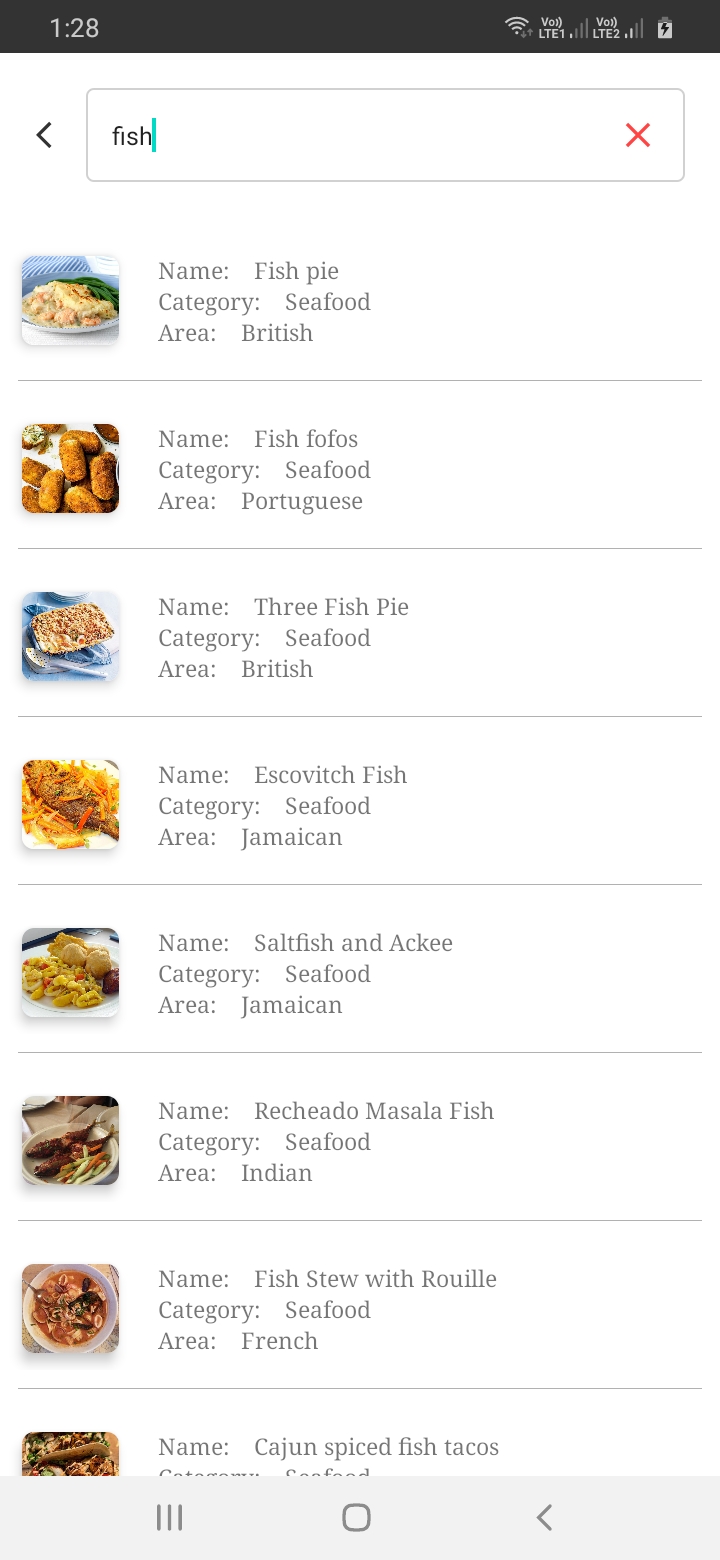 1:28
Vo)) LTE1 Vo)) LTE2
fish
Name: Fish pie
Category: Seafood
Area: British
Name: Fish fofos
Category: Seafood
Area: Portuguese
Name: Three Fish Pie
Category: Seafood
Area: British
Name: Escovitch Fish
Category: Seafood
Area: Jamaican
Name: Saltfish and Ackee
Category: Seafood
Area: Jamaican
Name: Recheado Masala Fish
Category: Seafood
Area: Indian
Name: Fish Stew with Rouille
Category: Seafood
Area: French
Name: Cajun spiced fish tacos
Category: Seafood